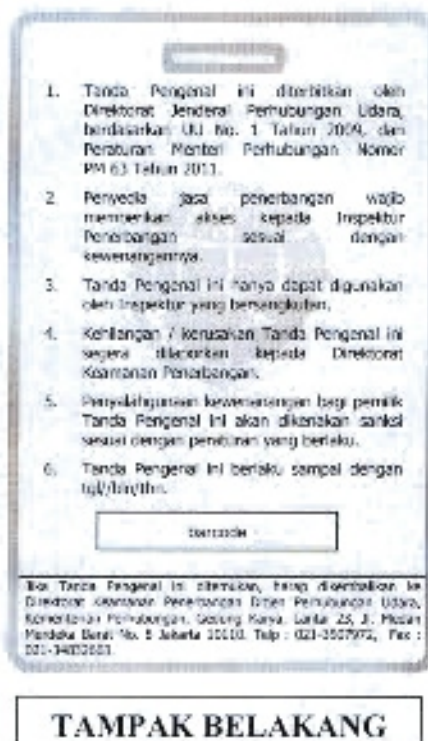 1. Tanda Pengenal ini diterbitkan oleh
Direktorat Jenderal Perhubungan Udara,
berdasarkan UU No. 1 Tahun 2009, dan
Peraturan Menteri Perhubungan Nomor
PM 63 Tahun 2011.
2. Penyedia jasa penerbangan wajib
memberikan akses kepada Inspektur
Penerbangan sesuai dengan
kewenangannya.
3. Tanda Pengenal ini hanya dapat digunakan
oleh Inspektur yang bersangkutan.
4. Kehilangan / kerusakan Tanda Pengenal ini
segera dilaporkan kepada Direktorat
Keamanan Penerbangan.
5. Penyalahgunaan kewenangan bagi pemilik
Tanda Pengenal ini akan dikenakan sanksi
sesuai dengan peraturan yang berlaku.
6. Tanda Pengenal ini berlaku sampai dengan
tgl//bln/thn.
barcode
Jika Tanda Pengenal ini ditemukan, harap dikembalikan ke
Direktorat Keamanan Penerbangan Ditjen Perhubungan Udara,
Kementerian Perhubungan, Gedung Karya, Lantai 23, Jl. Medan
Merdeka Barat No. 8 Jakarta 10110. Telp : 021-3507972, Fax :
TAMPAK BELAKANG